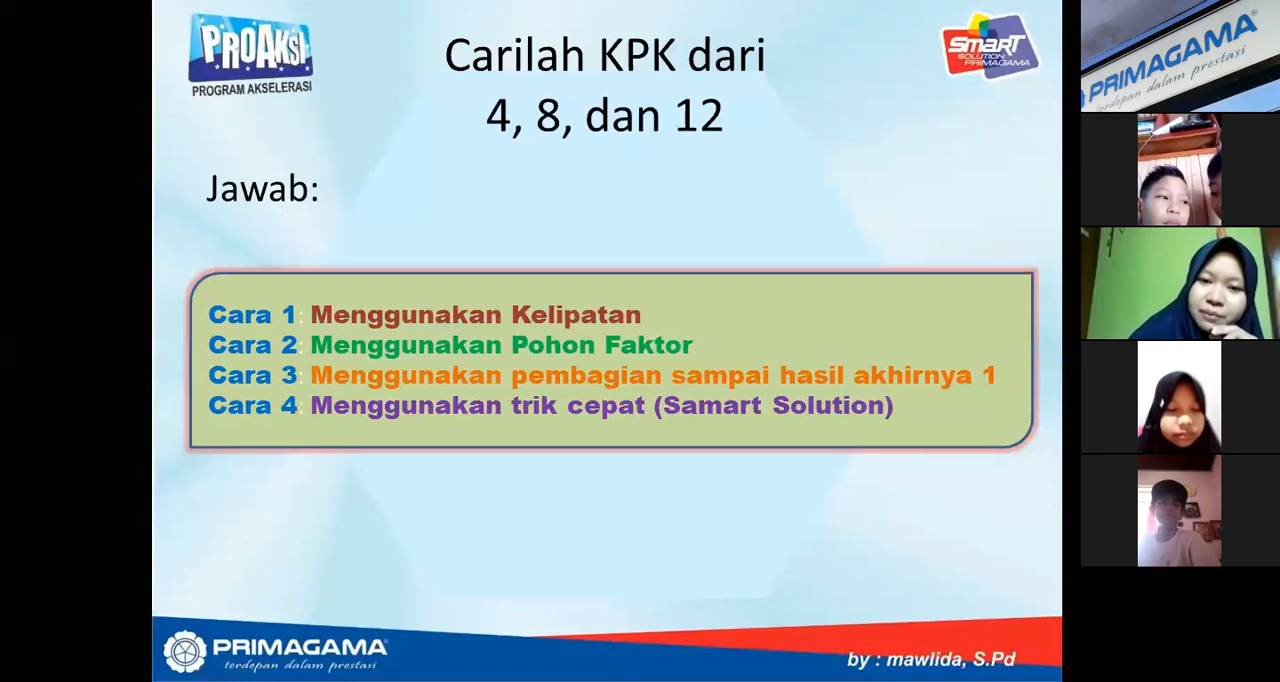 PROAKSI
PROGRAM AKSELERASI
Carilah KPK dari
4, 8, dan 12
SMART
SOLUTION
PRIMAGAMA
Jawab:
Cara 1: Menggunakan Kelipatan
Cara 2: Menggunakan Pohon Faktor
Cara 3: Menggunakan pembagian sampai hasil akhirnya 1
Cara 4: Menggunakan trik cepat (Samart Solution)
PRIMAGAMA
terdepan dalam prestasi
by : mawlida, S.Pd
PRIMAGAMA
terdepan dalam prestasi